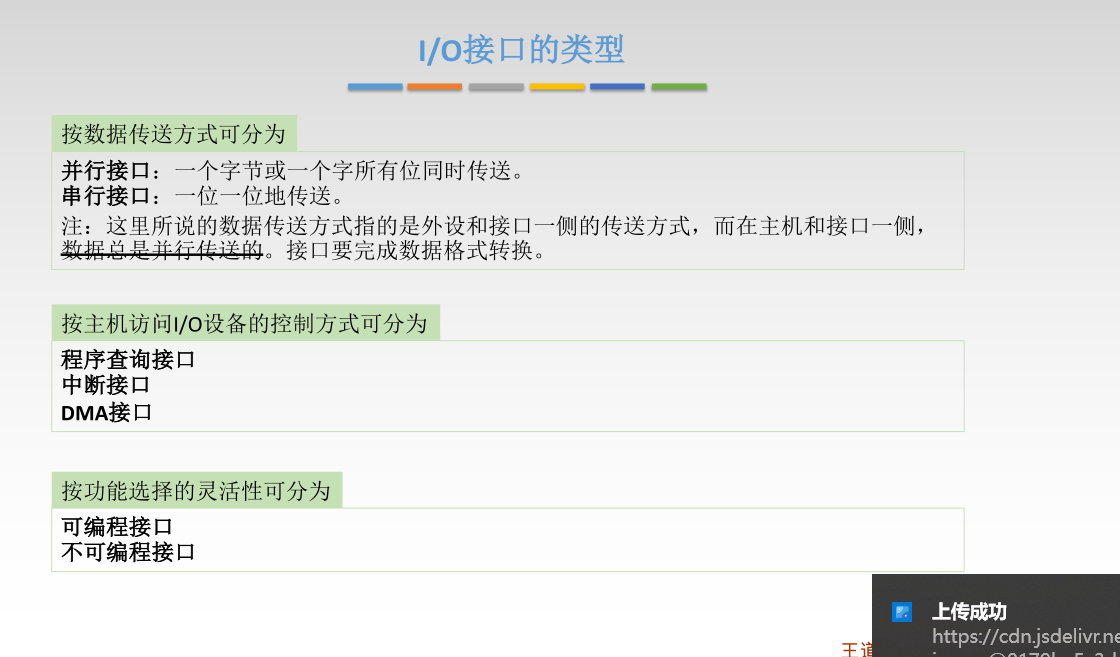 I/O接口的类型
按数据传送方式可分为
并行接口：一个字节或一个字所有位同时传送。
串行接口：一位一位地传送。
注：这里所说的数据传送方式指的是外设和接口一侧的传送方式，而在主机和接口一侧，
数据总是并行传送的。接口要完成数据格式转换。
按主机访问I/O设备的控制方式可分为
程序查询接口
中断接口
DMA接口
按功能选择的灵活性可分为
可编程接口
不可编程接口
上传成功
https://cdn.jsdelivr.ne
王道